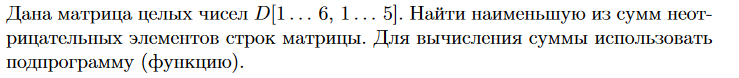 Дана матрица целых чисел D[1 . . . 6, 1 . . . 5]. Найти наименьшую из сумм неот-
рицательных элементов строк матрицы. Для вычисления суммы использовать
подпрограмму (функцию).